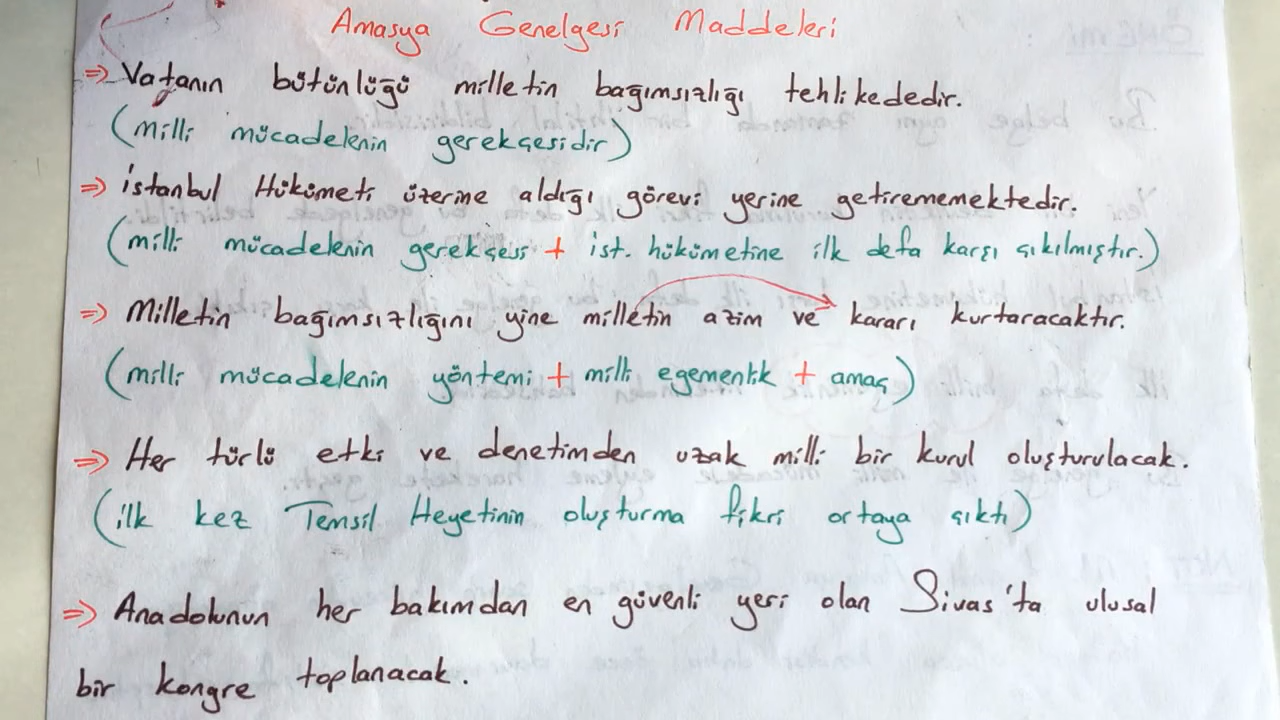 Amasya Genelgesi Maddeleri
⇒ Vatanın bütünlüğü milletin bağımsızlığı tehlikededir.
(milli mücadelenin gerekçesidir)
⇒ İstanbul Hükümeti üzerine aldığı görevi yerine getirememektedir.
(milli mücadelenin gerekçesi + ist. hükümetine ilk defa karşı çıkılmıştır.)
⇒ Milletin bağımsızlığını yine milletin azim ve kararı kurtaracaktır.
(milli mücadelenin yöntemi + milli egemenlik + amaç)
⇒ Her türlü etki ve denetimden uzak milli bir kurul oluşturulacak.
(ilk kez Temsil Heyetinin oluşturma fikri ortaya çıktı)
⇒ Anadolunun her bakımdan en güvenli yeri olan Sivas'ta ulusal
bir kongre toplanacak.